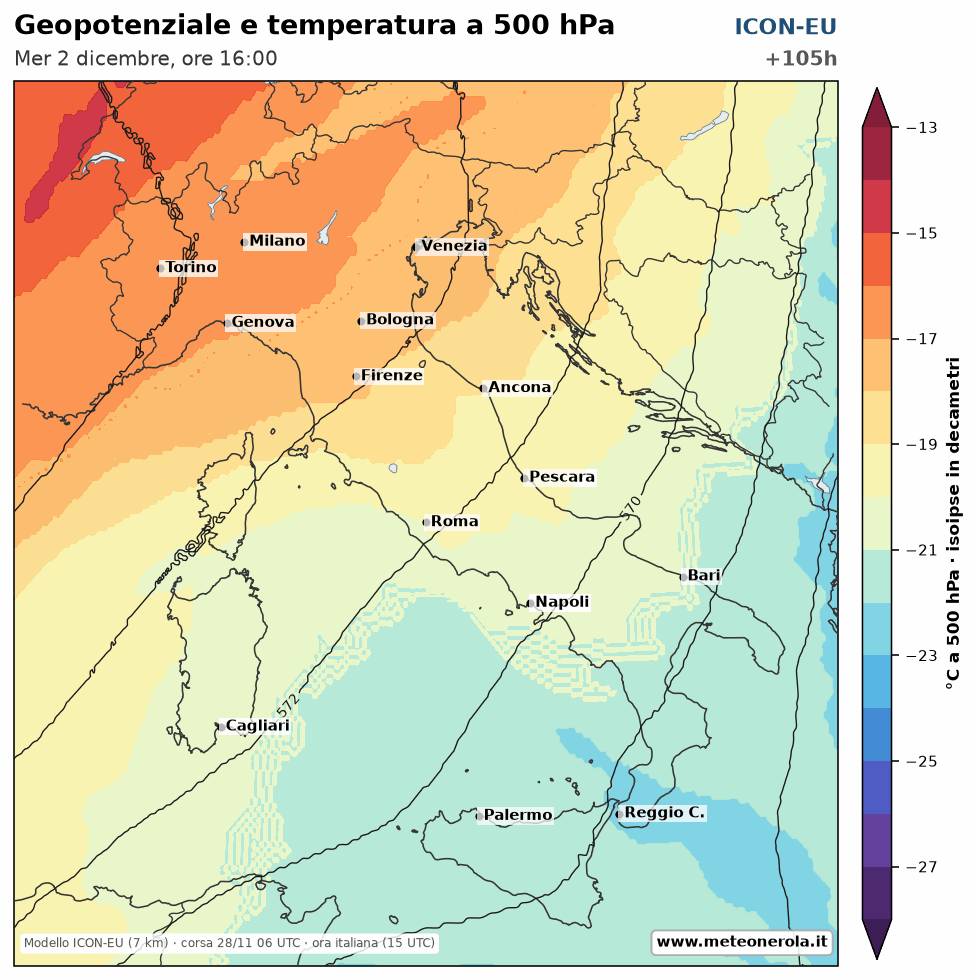 Geopotenziale e temperatura a 500 hPa
ICON-EU
Mer 2 dicembre, ore 16:00
+105h
−13
−15
−17
−19
−21
−23
−25
−27
°C a 500 hPa · isoipse in decametri
Milano
Venezia
Torino
Genova
Bologna
Firenze
Ancona
Pescara
570
Roma
Bari
Napoli
572
Cagliari
Palermo
Reggio C.
Modello ICON-EU (7 km) · corsa 28/11 06 UTC · ora italiana (15 UTC)
www.meteonerola.it